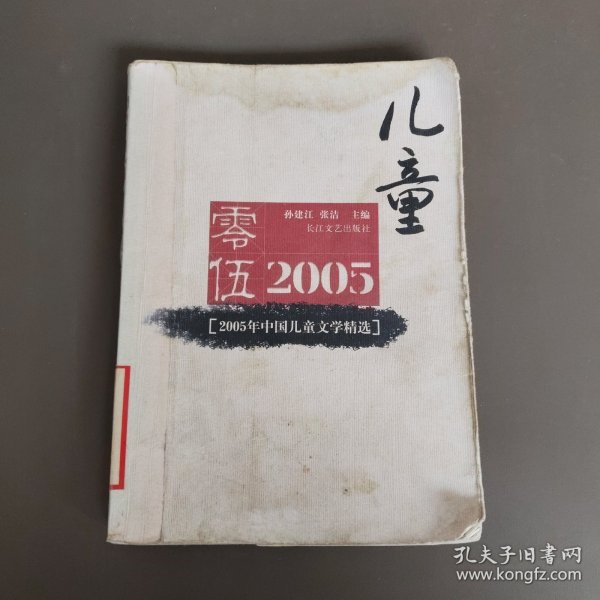 儿童
孙建江 张洁 主编
长江文艺出版社
零伍
2005
[2005年中国儿童文学精选]
孔夫子旧书网
www.kongfz.com